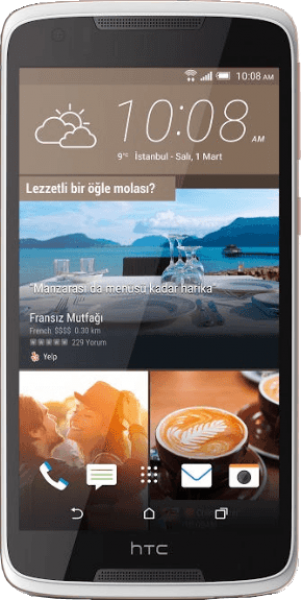 10:08 AM
10:08 AM
9° İstanbul - Salı, 1 Mart
Lezzetli bir öğle molası?
"Manzarası da menüsü kadar harika"
Fransız Mutfağı
French $$$$ 0.30 km
229 Yorum
Yelp
hTC